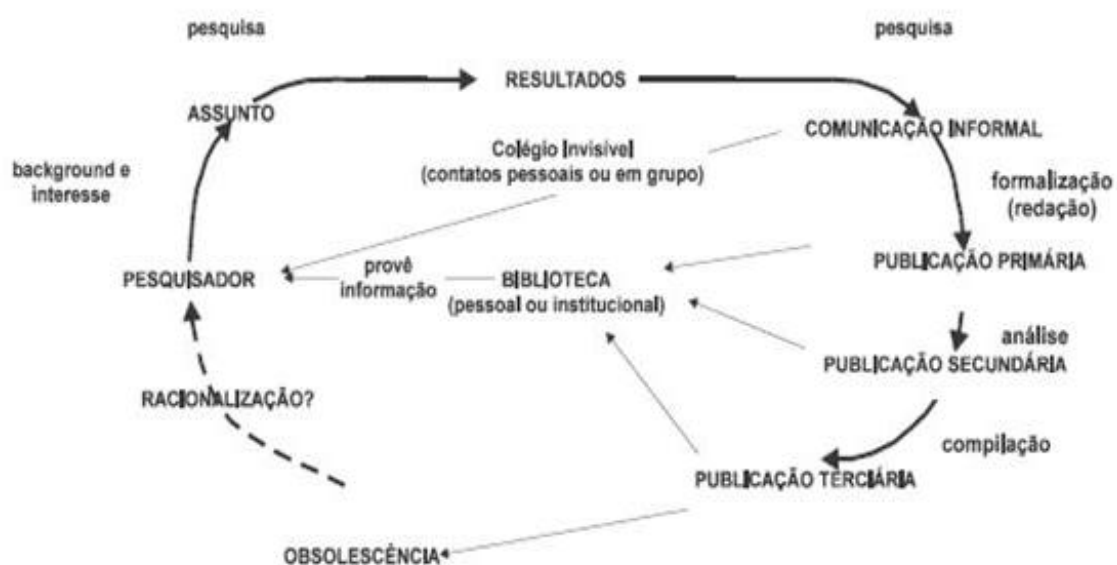 pesquisa
pesquisa
RESULTADOS
ASSUNTO
COMUNICAÇÃO INFORMAL
Colégio Invisível
(contatos pessoais ou em grupo)
background e
interesse
formalização
(redação)
PESQUISADOR
provê
informação
BIBLIOTECA
(pessoal ou institucional)
PUBLICAÇÃO PRIMÁRIA
análise
PUBLICAÇÃO SECUNDÁRIA
RACIONALIZAÇÃO?
compilação
PUBLICAÇÃO TERCIÁRIA
OBSOLESCÊNCIA